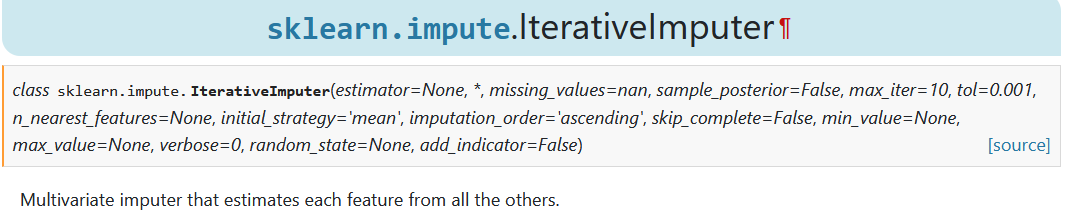 sklearn.impute.IterativeImputer¶
class sklearn.impute.IterativeImputer(estimator=None, *, missing_values=nan, sample_posterior=False, max_iter=10, tol=0.001,
n_nearest_features=None, initial_strategy='mean', imputation_order='ascending', skip_complete=False, min_value=None,
max_value=None, verbose=0, random_state=None, add_indicator=False) [source]
Multivariate imputer that estimates each feature from all the others.